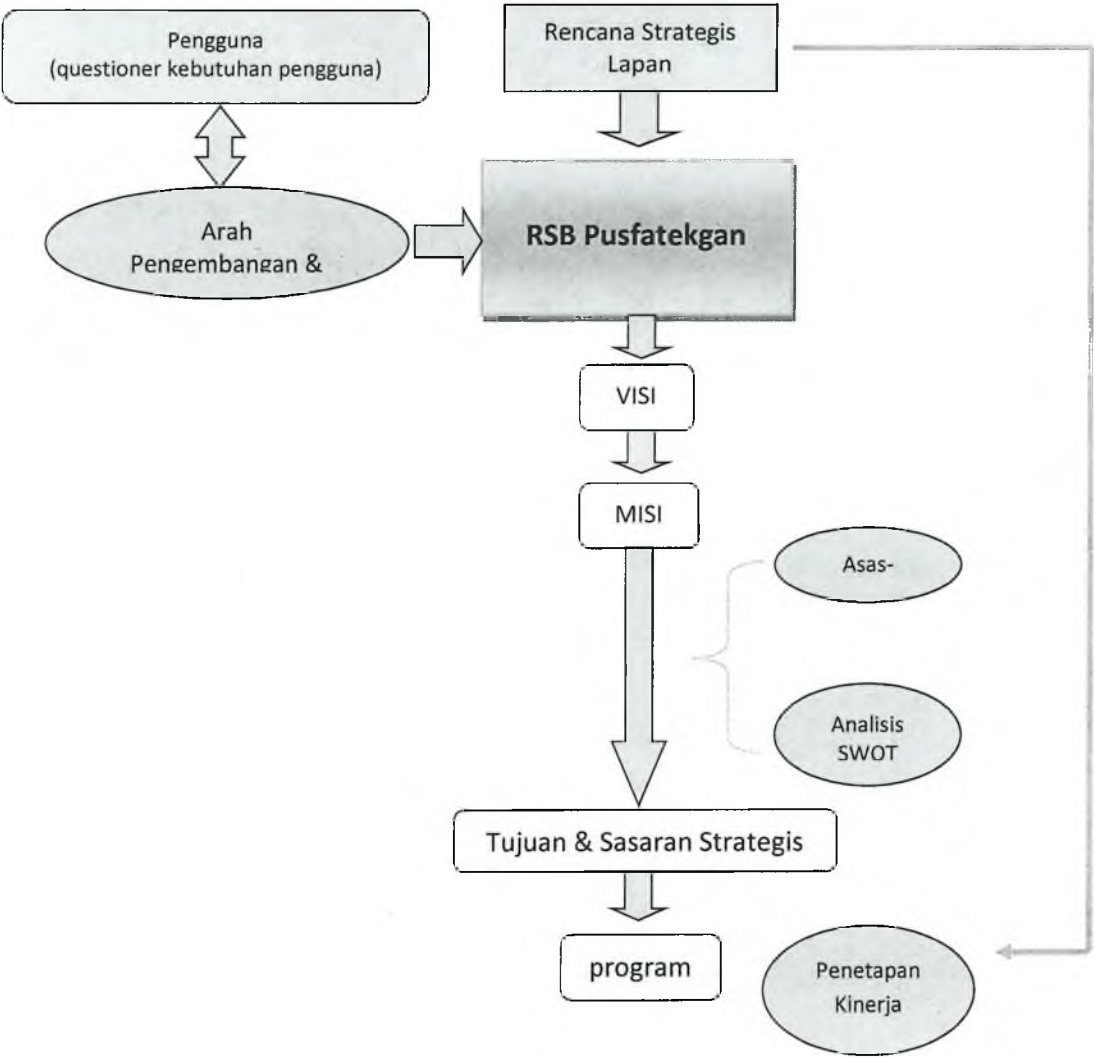 Pengguna
(questioner kebutuhan pengguna)
Rencana Strategis
Lapan
Arah
Pengembangan &
RSB Pusfatekgan
VISI
MISI
Asas-
Analisis
SWOT
Tujuan & Sasaran Strategis
program
Penetapan
Kinerja